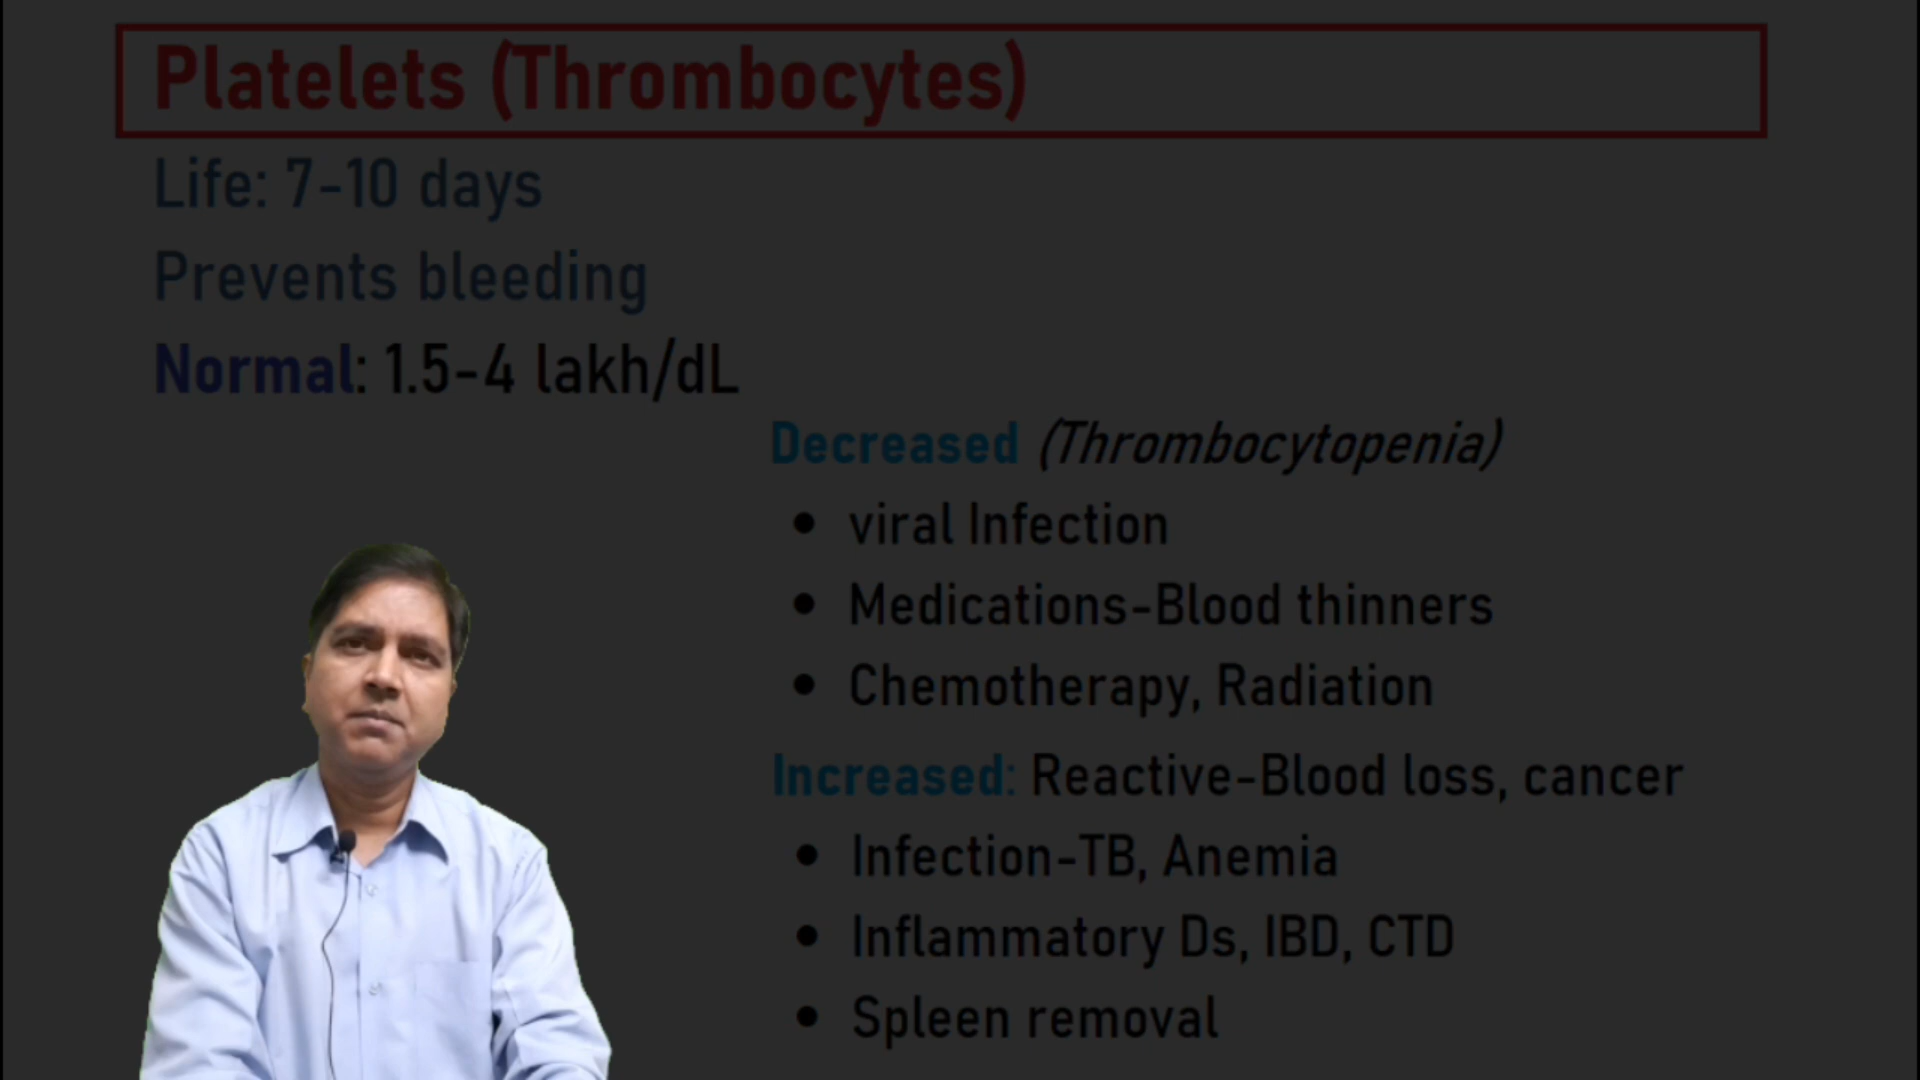 Platelets (Thrombocytes)
Life: 7-10 days
Prevents bleeding
Normal: 1.5-4 lakh/dL
Decreased (Thrombocytopenia)
• viral Infection
• Medications-Blood thinners
• Chemotherapy, Radiation
Increased: Reactive-Blood loss, cancer
• Infection-TB, Anemia
• Inflammatory Ds, IBD, CTD
• Spleen removal